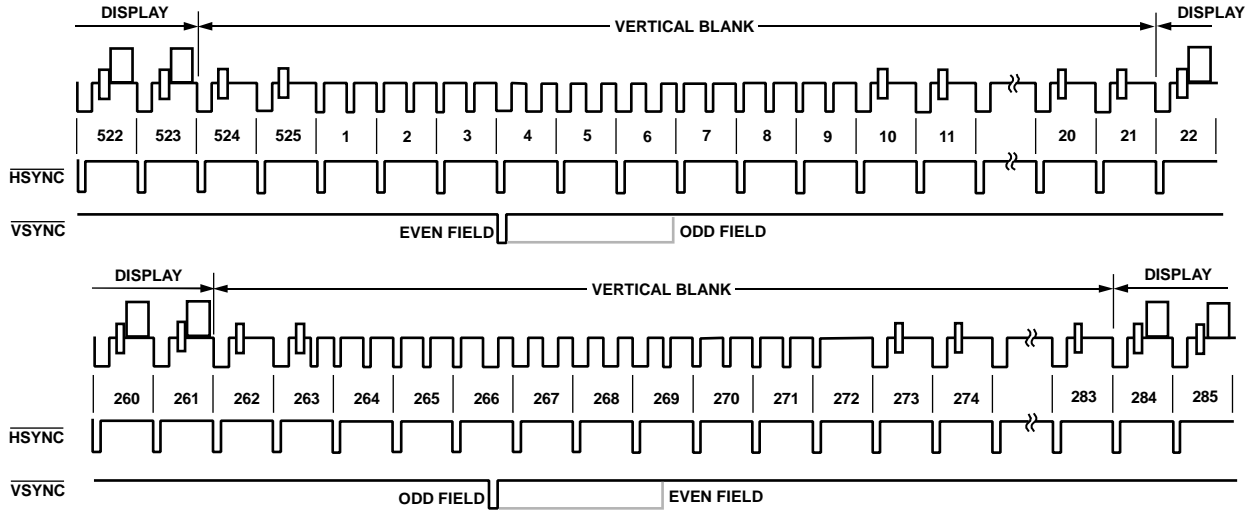 DISPLAY VERTICAL BLANK DISPLAY
522 523 524 525 1 2 3 4 5 6 7 8 9 10 11 20 21 22
HSYNC
VSYNC EVEN FIELD ODD FIELD
DISPLAY VERTICAL BLANK DISPLAY
260 261 262 263 264 265 266 267 268 269 270 271 272 273 274 283 284 285
HSYNC
VSYNC ODD FIELD EVEN FIELD